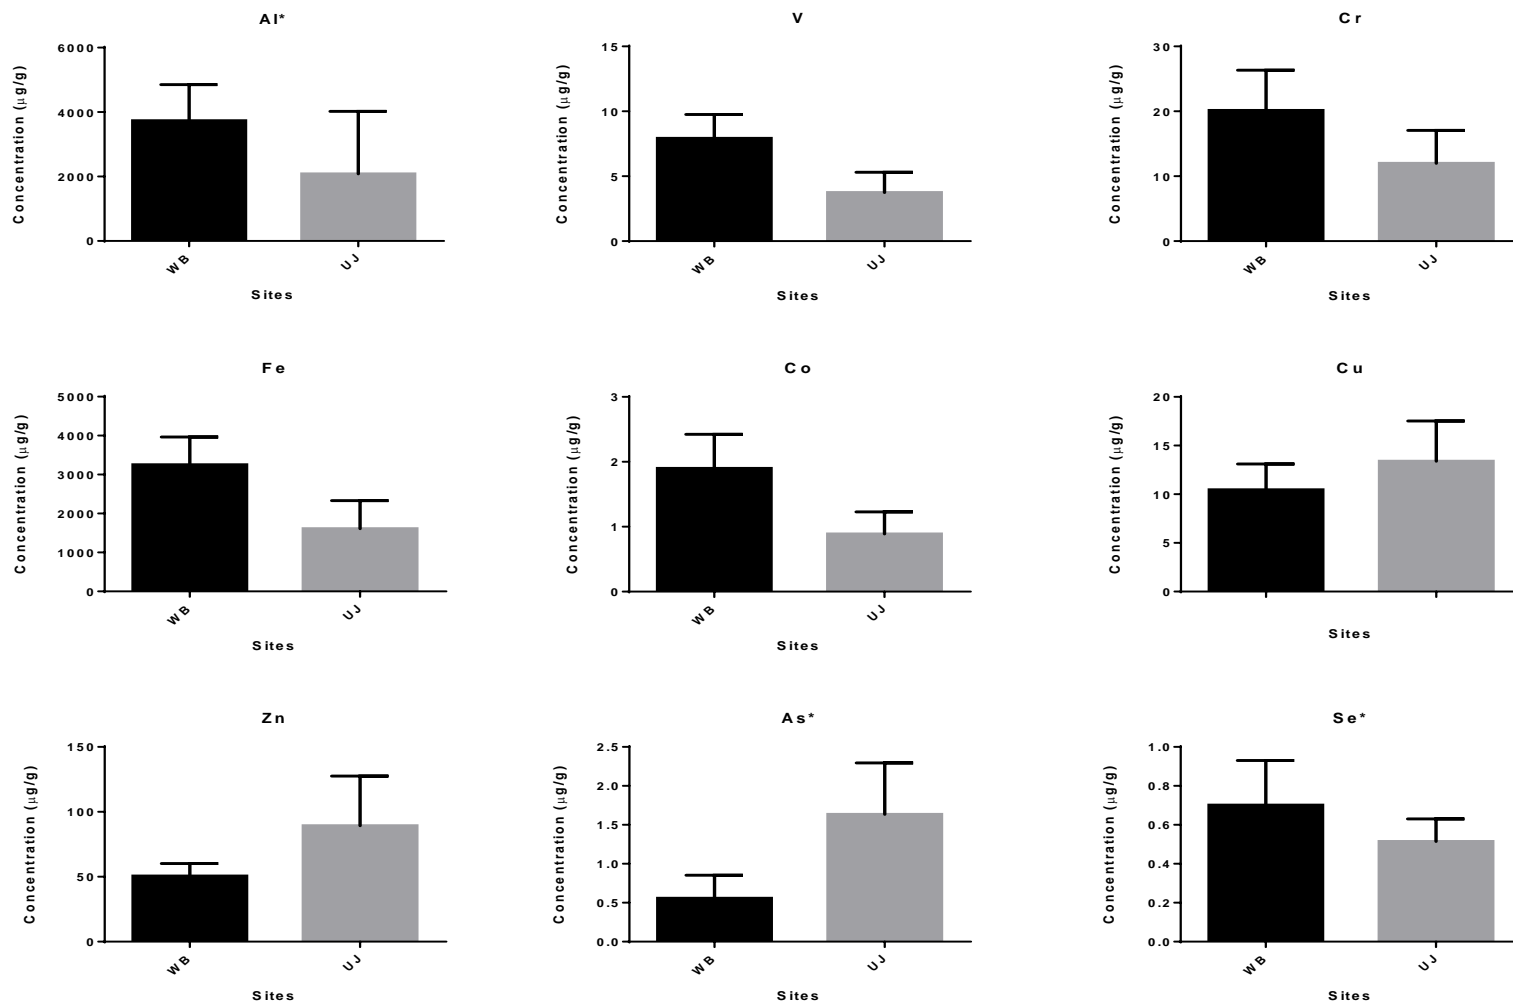 Al*
Concentration (µg/g)
6000
4000
2000
0
WB
UJ
Sites
V
Concentration (µg/g)
15
10
5
0
WB
UJ
Sites
Cr
Concentration (µg/g)
30
20
10
0
WB
UJ
Sites
Fe
Concentration (µg/g)
5000
4000
3000
2000
1000
0
WB
UJ
Sites
Co
Concentration (µg/g)
3
2
1
0
WB
UJ
Sites
Cu
Concentration (µg/g)
20
15
10
5
0
Sites
Zn
Concentration (µg/g)
150
100
50
0
WB
UJ
Sites
As*
Concentration (µg/g)
2.5
2.0
1.5
1.0
0.5
0.0
WB
UJ
Sites
Se*
Concentration (µg/g)
1.0
0.8
0.6
0.4
0.2
0.0
WB
UJ
Sites